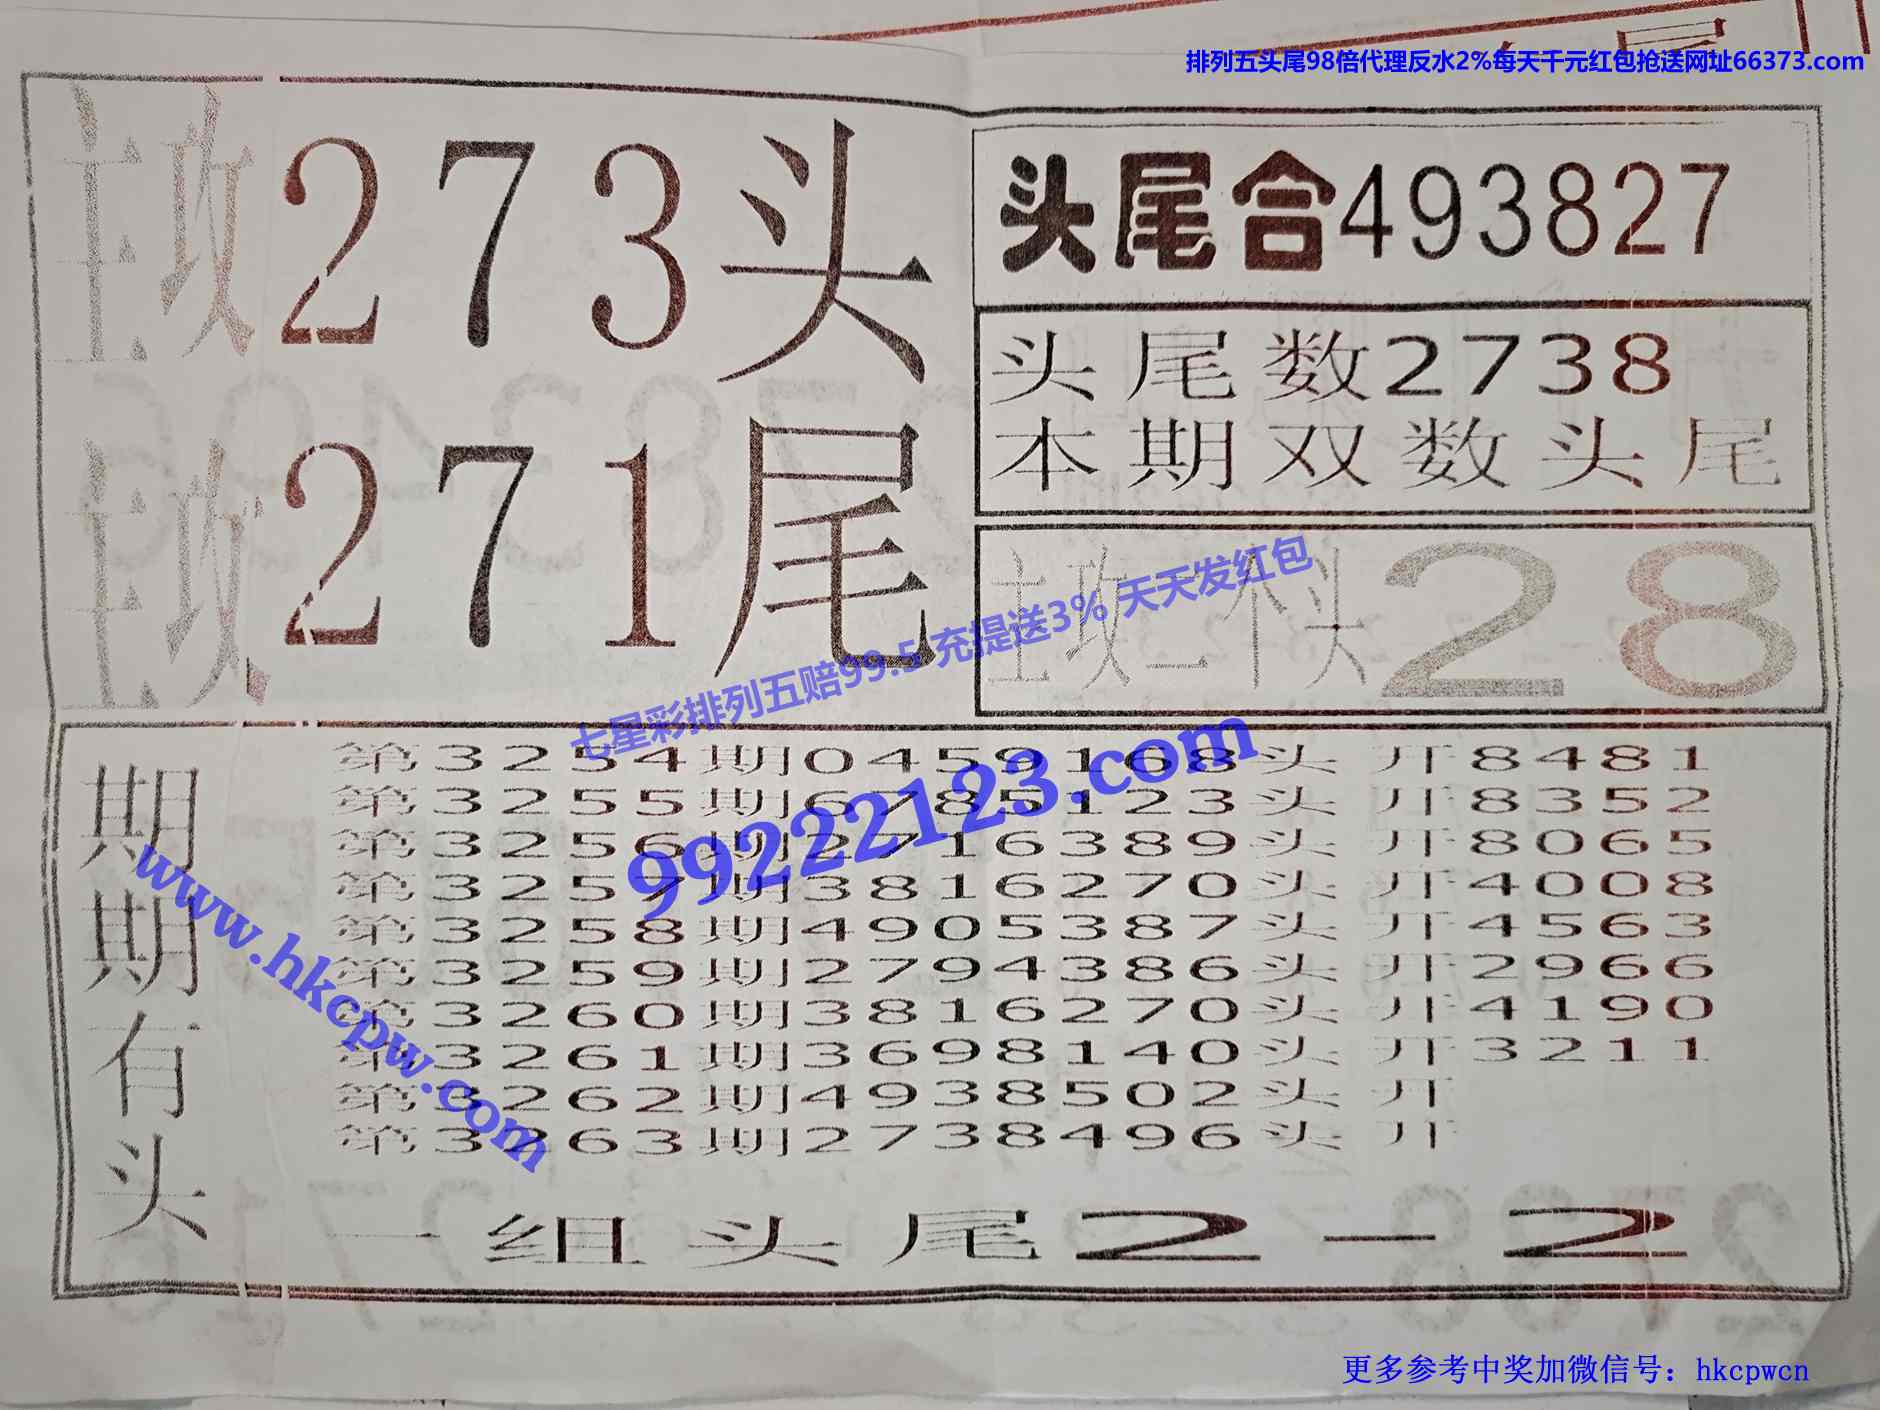 排列五头尾98倍代理反水2%每天千元红包抢送网址66373.com
主攻273头
主攻271尾
头尾合493827
头尾数2738
本期双数头尾
主攻二个头28
七星彩排列五赔99.5 充提送3% 天天发红包
99222123.com
www.hkcpw.com
期期有头
第3254期0459168头 开8481
第3255期6785123头 开8352
第3256期2716389头 开8065
第3257期3816270头 开4008
第3258期4905387头 开4563
第3259期2794386头 开2966
第3260期3816270头 开4190
第3261期3698140头 开3211
第3262期4938502头 开
第3263期2738496头 开
一组头尾2-2
更多参考中奖加微信号：hkcpwcn